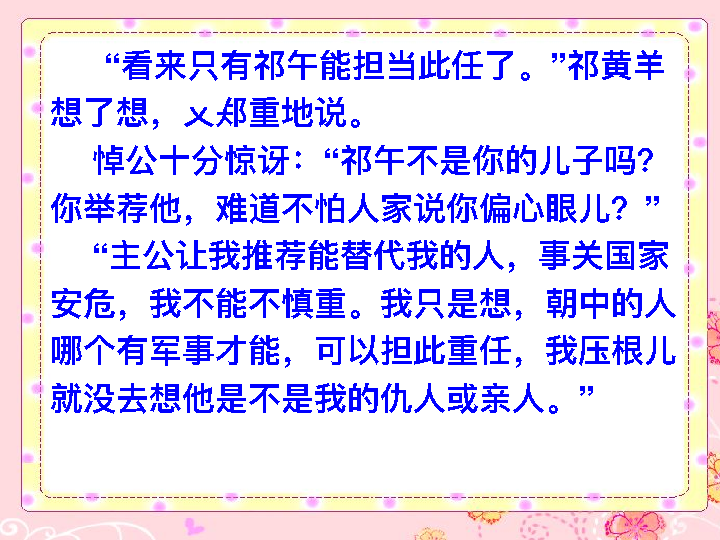 “看来只有祁午能担当此任了。”祁黄羊
想了想，乂郑重地说。
悼公十分惊讶：“祁午不是你的儿子吗?
你举荐他，难道不怕人家说你偏心眼儿？”
“主公让我推荐能替代我的人，事关国家
安危，我不能不慎重。我只是想，朝中的人
哪个有军事才能，可以担此重任，我压根儿
就没去想他是不是我的仇人或亲人。”